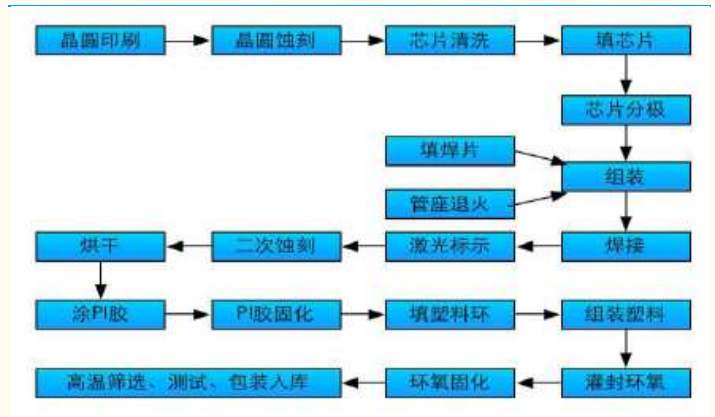 晶圆印刷
晶圆蚀刻
芯片清洗
填芯片
芯片分极
填焊片
组装
管座退火
烘干
二次蚀刻
激光标示
焊接
涂PI胶
PI胶固化
填塑料环
组装塑料
高温筛选、测试、包装入库
环氧固化
灌封环氧